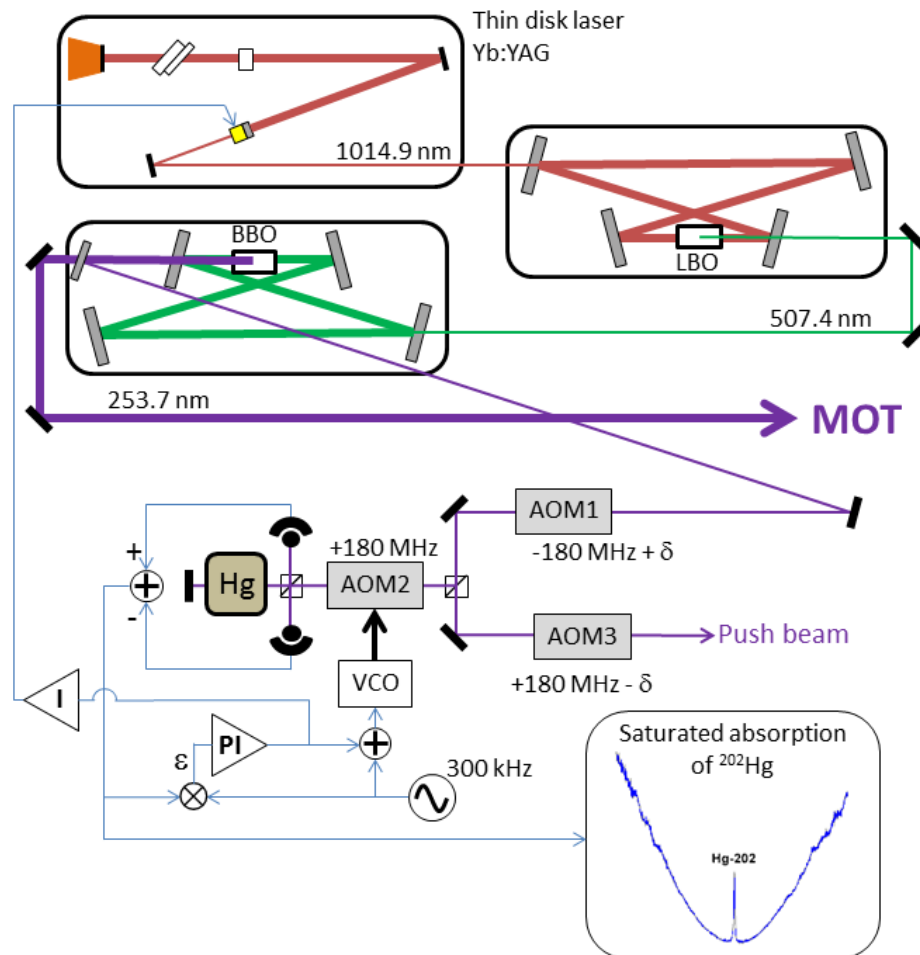 Thin disk laser
Yb:YAG
1014.9 nm
LBO
BBO
507.4 nm
253.7 nm
MOT
AOM1
-180 MHz + δ
+180 MHz
+
Hg
AOM2
-
AOM3
Push beam
+180 MHz - δ
VCO
I
PI
ε
300 kHz
Saturated absorption
of ²⁰²Hg
Hg-202